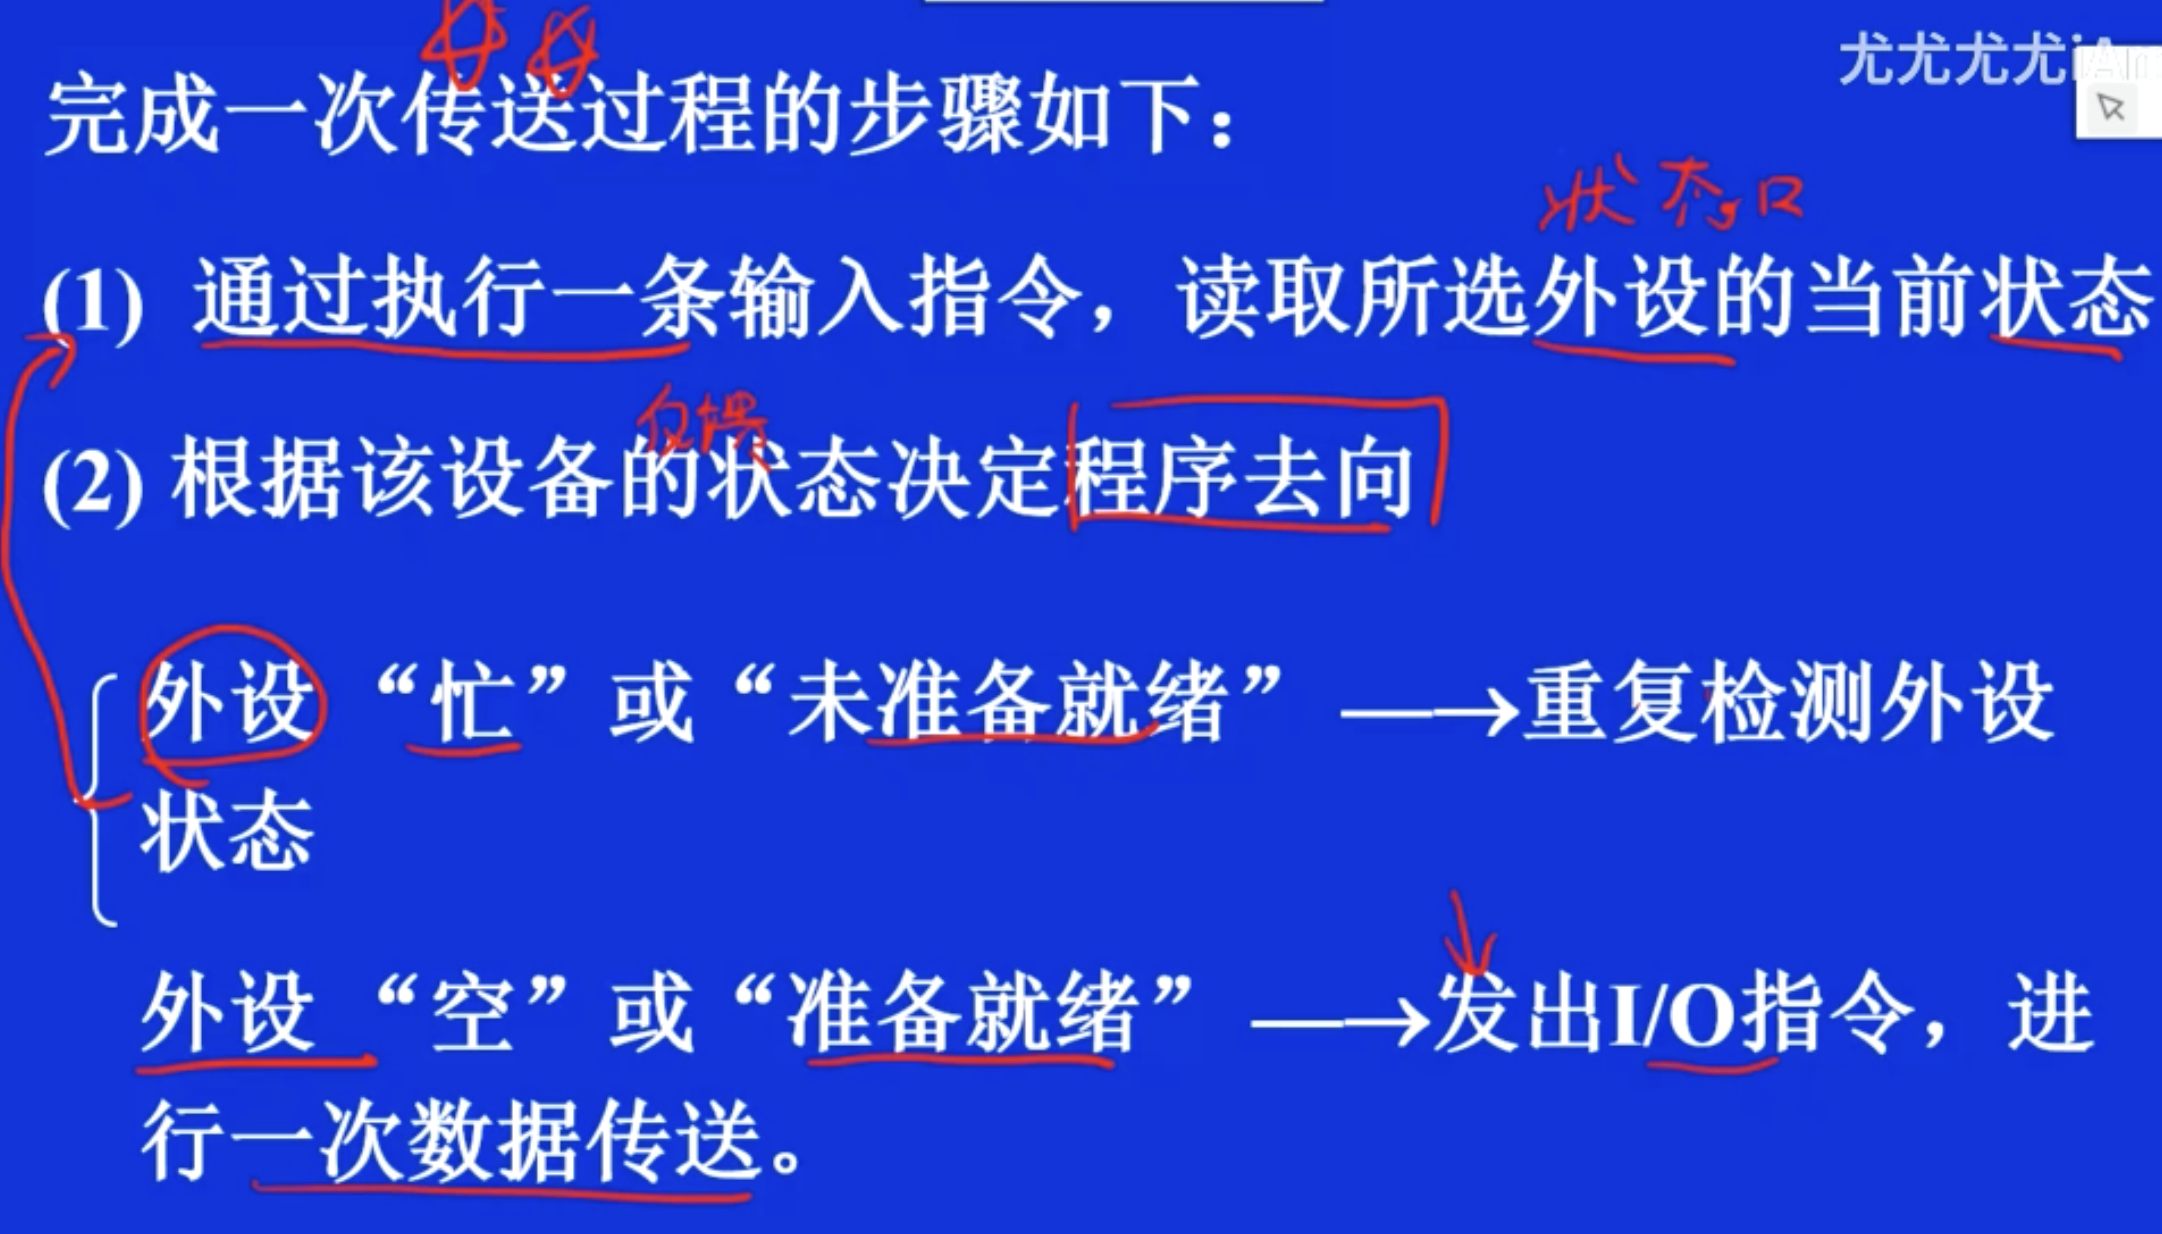 尤尤尤尤iAm
完成一次传送过程的步骤如下：
状态口
(1) 通过执行一条输入指令，读取所选外设的当前状态
(2) 根据该设备的状态决定程序去向
外设 “忙”或“未准备就绪” —→重复检测外设
状态
外设 “空”或“准备就绪” —→发出I/O指令，进
行一次数据传送。